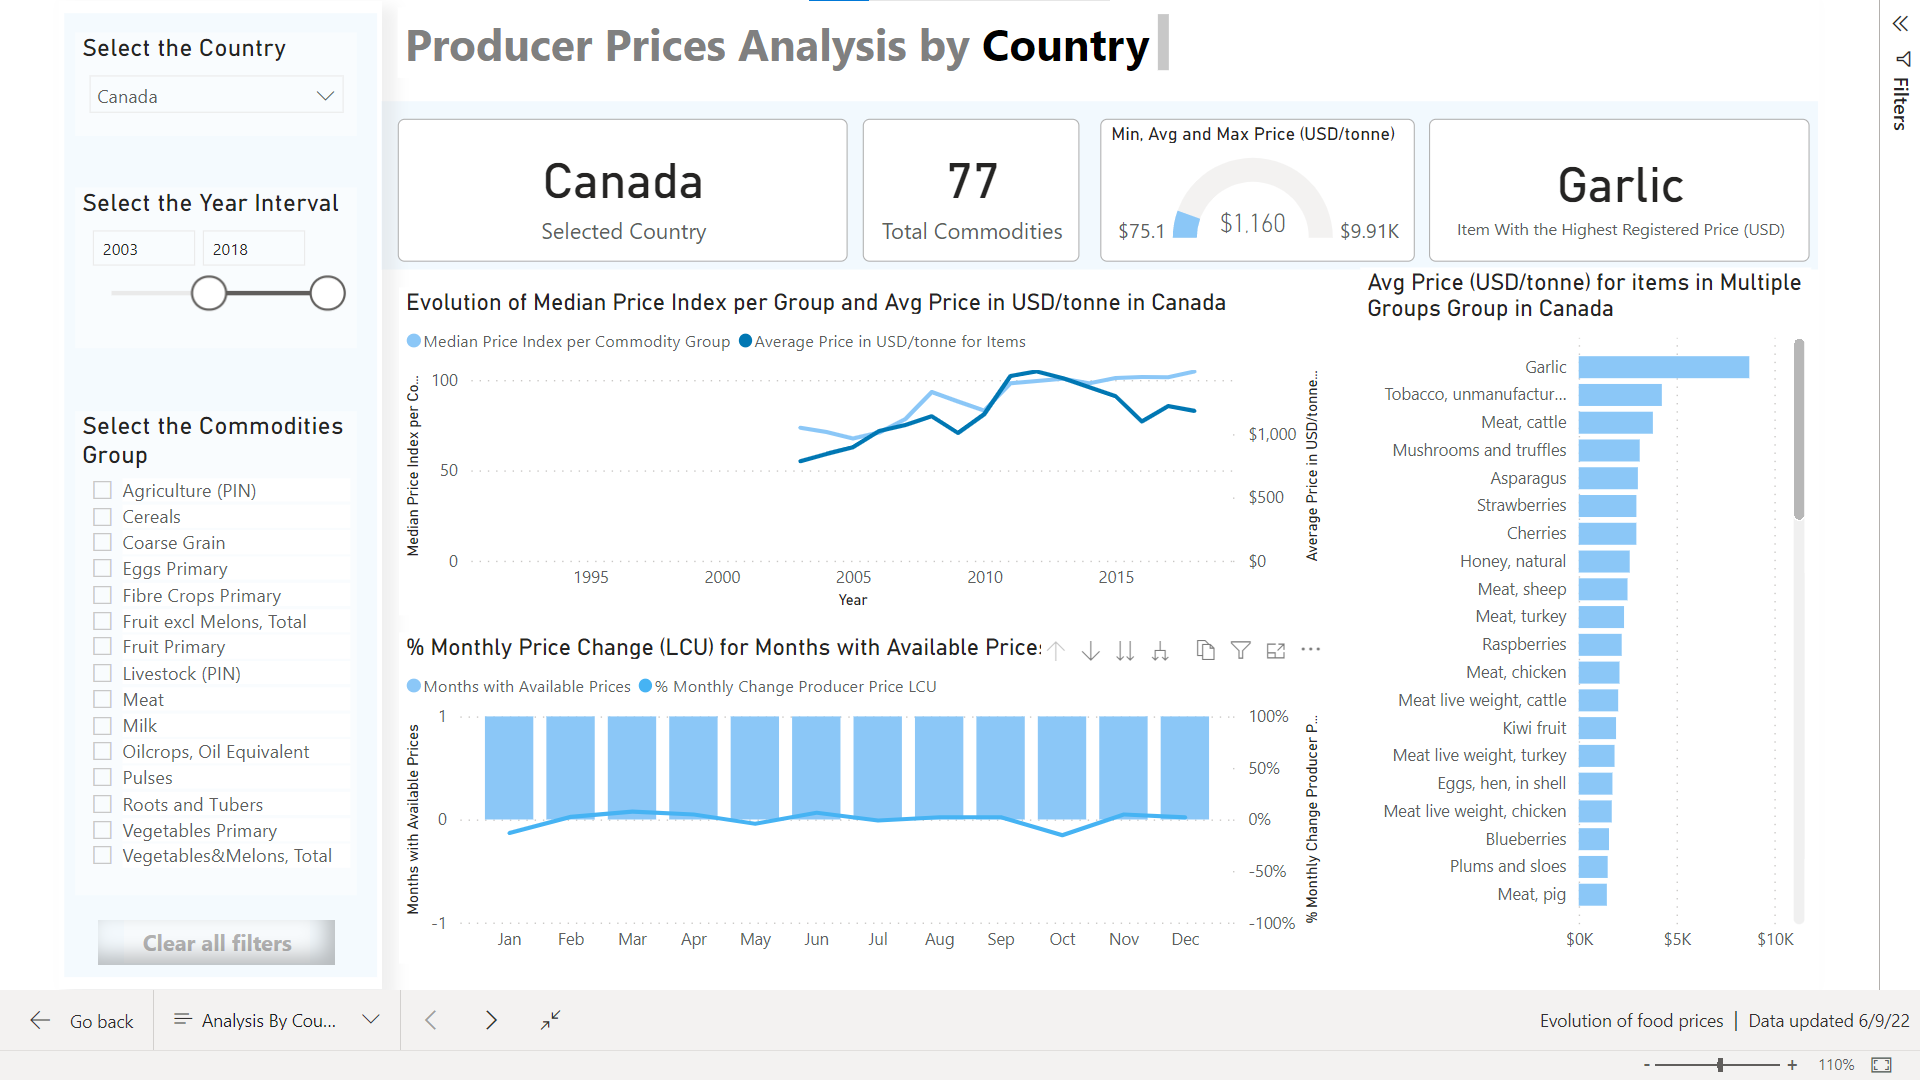 Select the Country
Canada
Select the Year Interval
2003 2018
Select the Commodities
Group
Agriculture (PIN)
Cereals
Coarse Grain
Eggs Primary
Fibre Crops Primary
Fruit excl Melons, Total
Fruit Primary
Livestock (PIN)
Meat
Milk
Oilcrops, Oil Equivalent
Pulses
Roots and Tubers
Vegetables Primary
Vegetables&Melons, Total
Clear all filters
Producer Prices Analysis by Country
Canada
Selected Country
77
Total Commodities
Min, Avg and Max Price (USD/tonne)
$75.1 $1,160 $9.91K
Garlic
Item With the Highest Registered Price (USD)
Evolution of Median Price Index per Group and Avg Price in USD/tonne in Canada
Median Price Index per Commodity Group Average Price in USD/tonne for Items
Median Price Index per Co...
100
50
0
$1,000
$500
$0
Average Price in USD/tonne...
1995 2000 2005 2010 2015
Year
% Monthly Price Change (LCU) for Months with Available Prices
Months with Available Prices % Monthly Change Producer Price LCU
Months with Available Prices
1
0
-1
100%
50%
0%
-50%
-100%
% Monthly Change Producer P...
Jan Feb Mar Apr May Jun Jul Aug Sep Oct Nov Dec
Avg Price (USD/tonne) for items in Multiple
Groups Group in Canada
Garlic
Tobacco, unmanufactur...
Meat, cattle
Mushrooms and truffles
Asparagus
Strawberries
Cherries
Honey, natural
Meat, sheep
Meat, turkey
Raspberries
Meat, chicken
Meat live weight, cattle
Kiwi fruit
Meat live weight, turkey
Eggs, hen, in shell
Meat live weight, chicken
Blueberries
Plums and sloes
Meat, pig
$0K $5K $10K
Filters
Go back
Analysis By Cou...
Evolution of food prices | Data updated 6/9/22
- + 110%